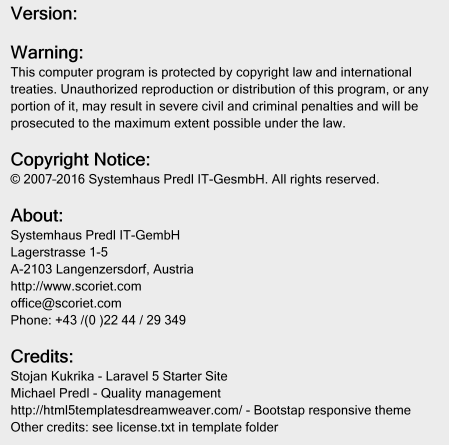 Version:
Warning:
This computer program is protected by copyright law and international
treaties. Unauthorized reproduction or distribution of this program, or any
portion of it, may result in severe civil and criminal penalties and will be
prosecuted to the maximum extent possible under the law.
Copyright Notice:
© 2007-2016 Systemhaus Predl IT-GesmbH. All rights reserved.
About:
Systemhaus Predl IT-GembH
Lagerstrasse 1-5
A-2103 Langenzersdorf, Austria
http://www.scoriet.com
office@scoriet.com
Phone: +43 /(0 )22 44 / 29 349
Credits:
Stojan Kukrika - Laravel 5 Starter Site
Michael Predl - Quality management
http://html5templatesdreamweaver.com/ - Bootstap responsive theme
Other credits: see license.txt in template folder